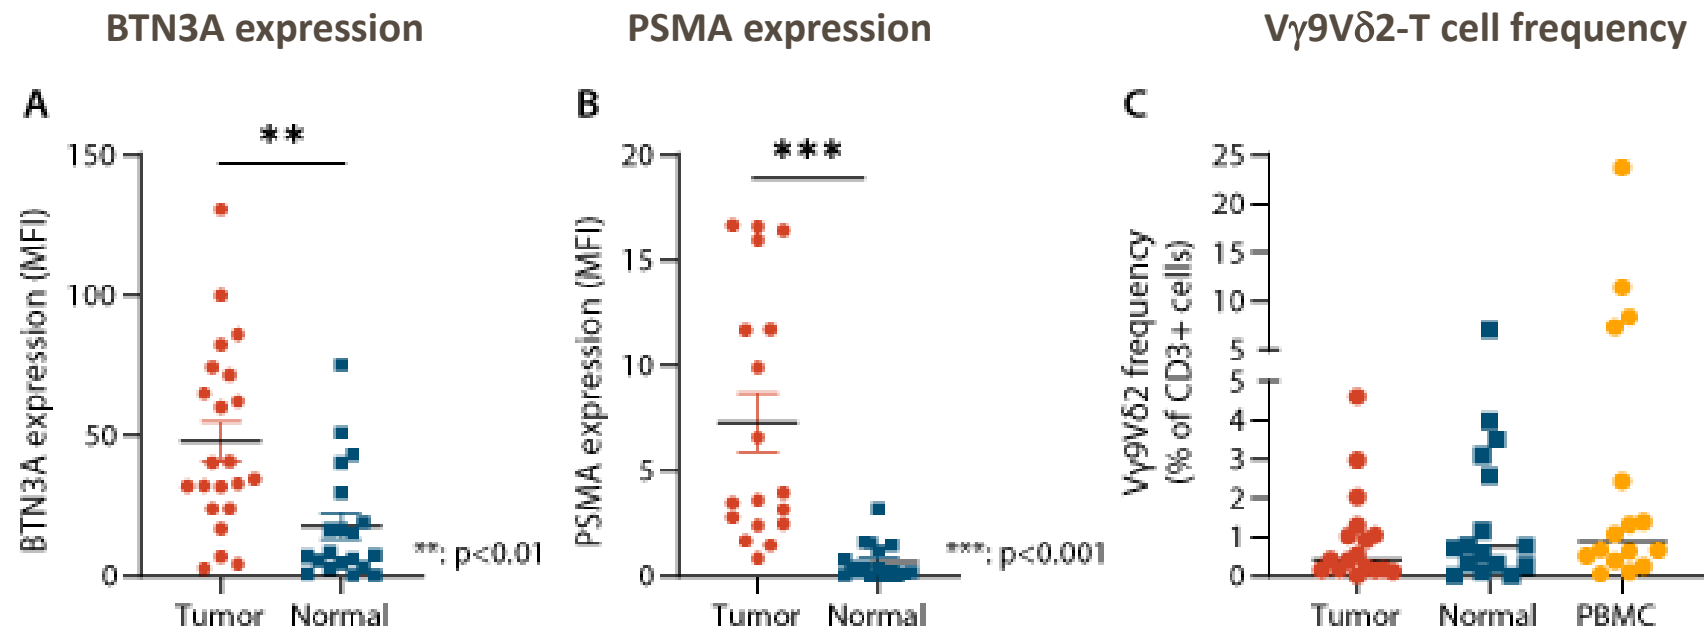 BTN3A expression
PSMA expression
Vγ9Vδ2-T cell frequency
A
**
150
100
50
0
BTN3A expression (MFI)
Tumor
Normal
**: p<0.01
B
***
20
15
10
5
0
PSMA expression (MFI)
Tumor
Normal
***: p<0.001
C
25
20
15
10
5
5
4
3
2
1
0
Vγ9Vδ2 frequency
(% of CD3+ cells)
Tumor
Normal
PBMC